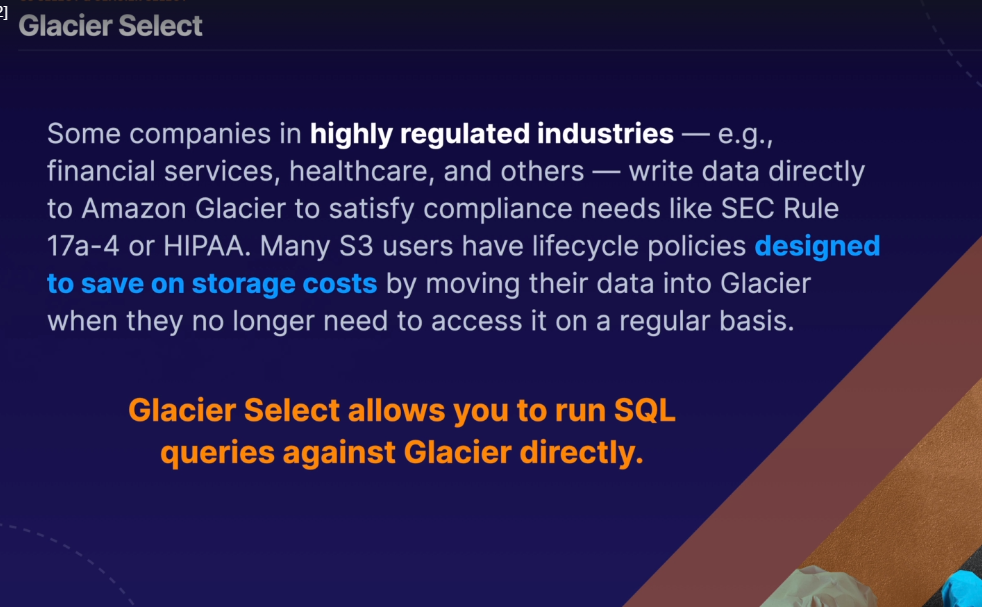 2]
Glacier Select
Some companies in highly regulated industries — e.g.,
financial services, healthcare, and others — write data directly
to Amazon Glacier to satisfy compliance needs like SEC Rule
17a-4 or HIPAA. Many S3 users have lifecycle policies designed
to save on storage costs by moving their data into Glacier
when they no longer need to access it on a regular basis.
Glacier Select allows you to run SQL
queries against Glacier directly.